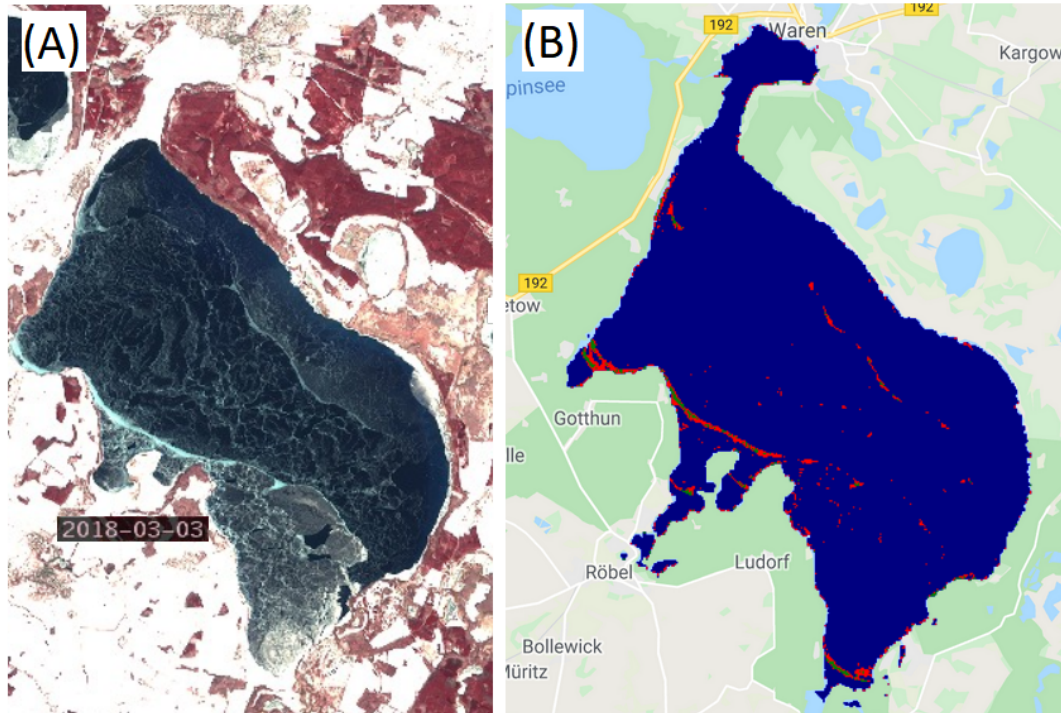 (A)
2018-03-03
(B)
192
192
Waren
Kargow
pinsee
192
etow
Gotthun
lle
Röbel
Ludorf
Bollewick
Müritz